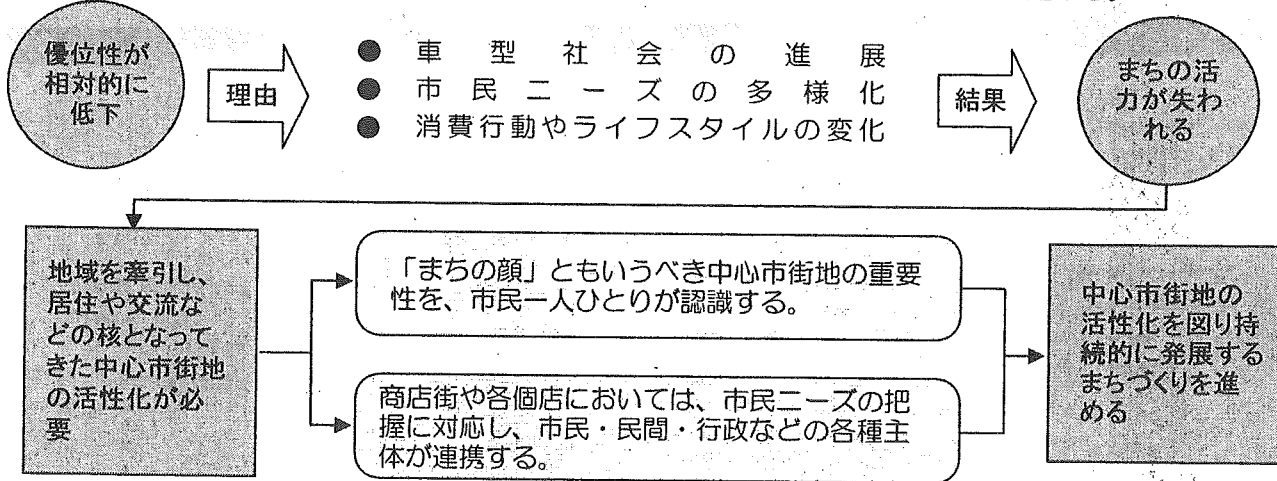 優位性が
相対的に
低下
理由
● 車型社会の進展
● 市民ニーズの多様化
● 消費行動やライフスタイルの変化
結果
まちの活
力が失わ
れる
地域を牽引し、
居住や交流な
どの核となって
きた中心市街地
の活性化が必
要
「まちの顔」ともいうべき中心市街地の重要
性を、市民一人ひとりが認識する。
商店街や各個店においては、市民ニーズの把
握に対応し、市民・民間・行政などの各種主
体が連携する。
中心市街地の
活性化を図り持
続的に発展する
まちづくりを進
める